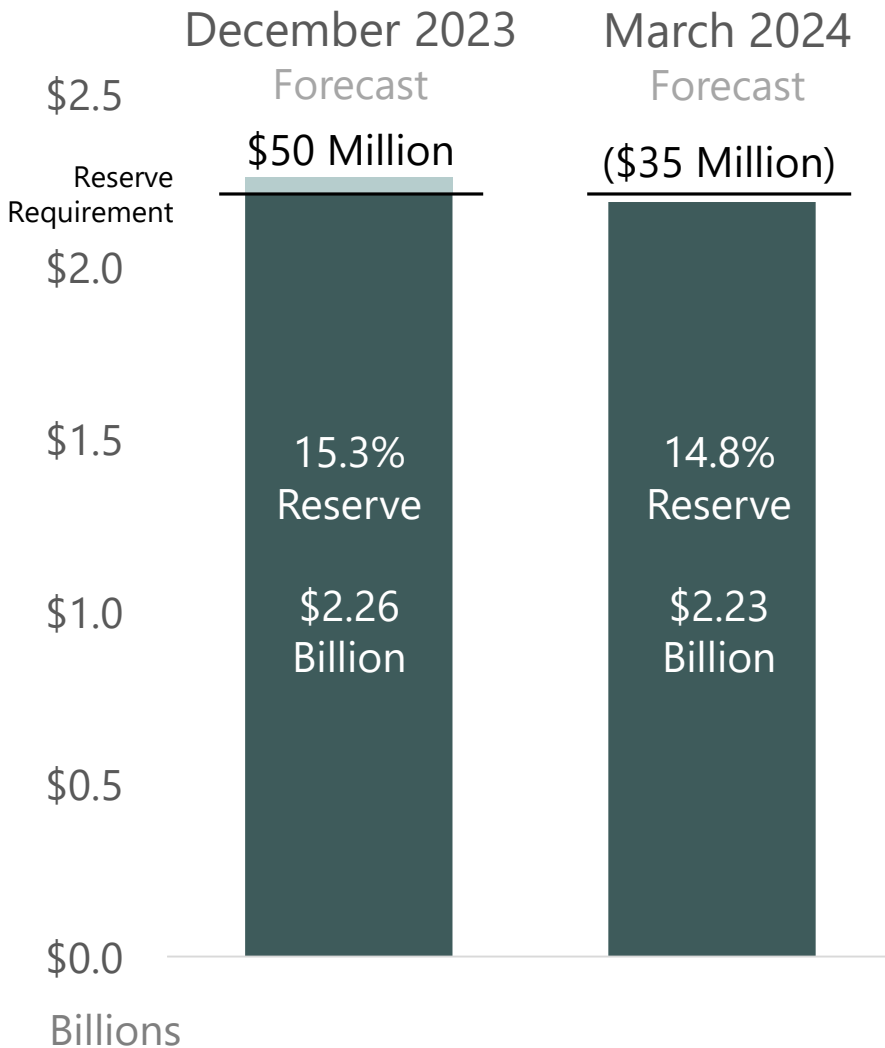 December 2023
Forecast
March 2024
Forecast
$2.5
$50 Million
($35 Million)
Reserve
Requirement
$2.0
$1.5
15.3%
Reserve
14.8%
Reserve
$1.0
$2.26
Billion
$2.23
Billion
$0.5
$0.0
Billions